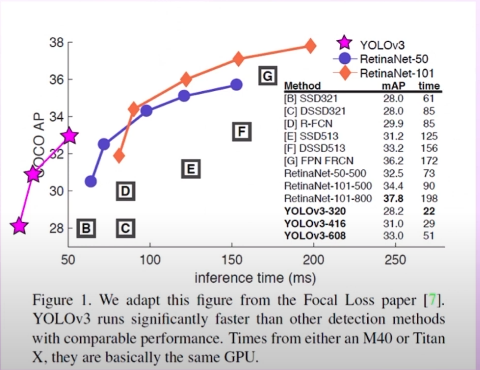 38
36
34
32
30
28
COCO AP
50
100
150
200
250
300
inference time (ms)
YOLOv3
RetinaNet-50
RetinaNet-101
G
F
E
D
B
C
Method mAP time
[B] SSD321 28.0 61
[C] DSSD321 28.0 85
[D] R-FCN 29.9 85
[E] SSD513 31.2 125
[F] DSSD513 33.2 156
[G] FPN FRCN 36.2 172
RetinaNet-50-500 32.5 73
RetinaNet-101-500 34.4 90
RetinaNet-101-800 37.8 198
YOLOv3-320 28.2 22
YOLOv3-416 31.0 29
YOLOv3-608 33.0 51
Figure 1. We adapt this figure from the Focal Loss paper [7].
YOLOv3 runs significantly faster than other detection methods
with comparable performance. Times from either an M40 or Titan
X, they are basically the same GPU.